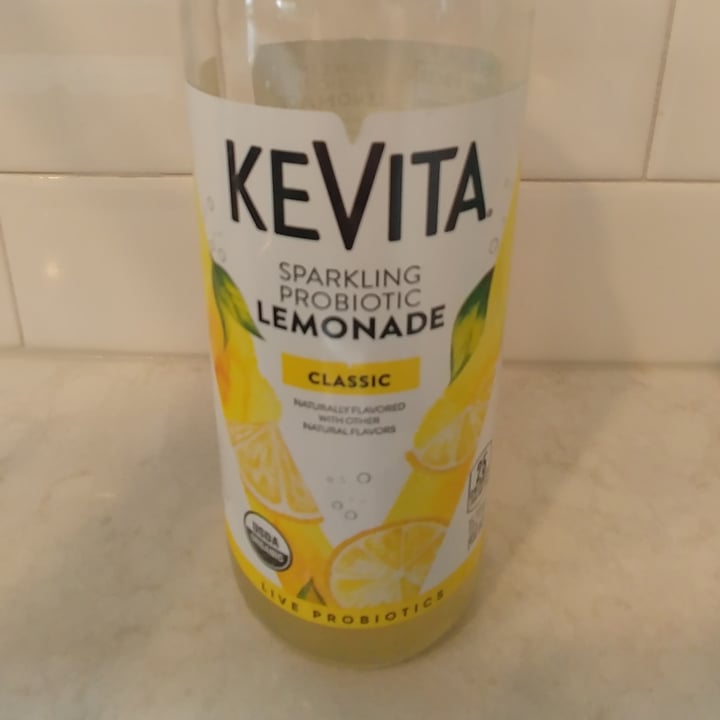 KEVITA
SPARKLING
PROBIOTIC
LEMONADE
CLASSIC
NATURALLY FLAVORED
WITH OTHER
NATURAL FLAVORS
USDA
ORGANIC
LIVE PROBIOTICS